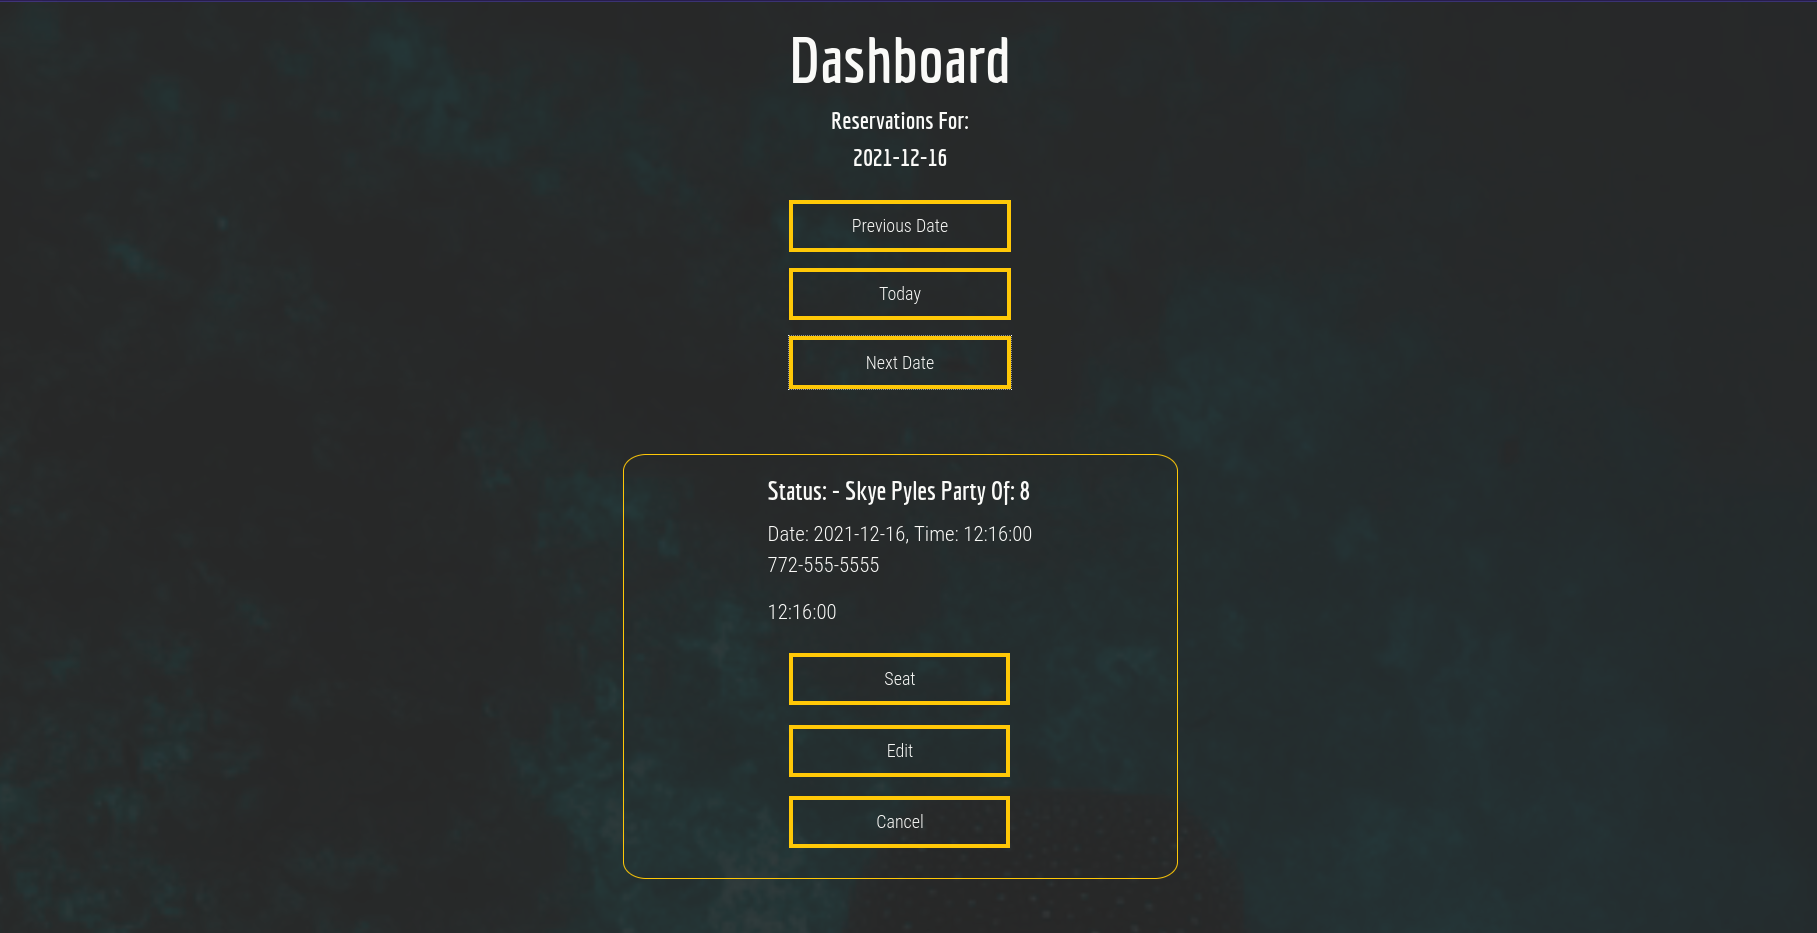 Dashboard
Reservations For:
2021-12-16
Previous Date
Today
Next Date
Status: - Skye Pyles Party Of: 8
Date: 2021-12-16, Time: 12:16:00
772-555-5555
12:16:00
Seat
Edit
Cancel